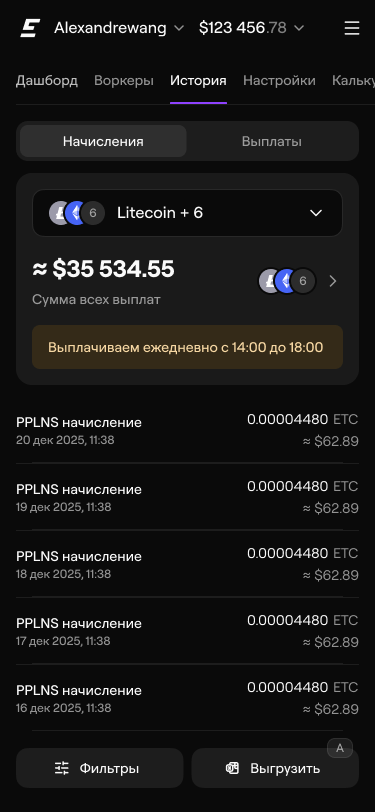 Alexandrewang $123 456.78
Дашборд Воркеры История Настройки Кальку
Начисления Выплаты
6 Litecoin + 6
≈ $35 534.55
6
Сумма всех выплат
Выплачиваем ежедневно с 14:00 до 18:00
PPLNS начисление 0.00004480 ETC
20 дек 2025, 11:38 ≈ $62.89
PPLNS начисление 0.00004480 ETC
19 дек 2025, 11:38 ≈ $62.89
PPLNS начисление 0.00004480 ETC
18 дек 2025, 11:38 ≈ $62.89
PPLNS начисление 0.00004480 ETC
17 дек 2025, 11:38 ≈ $62.89
PPLNS начисление 0.00004480 ETC
16 дек 2025, 11:38 ≈ $62.89
A
Фильтры Выгрузить